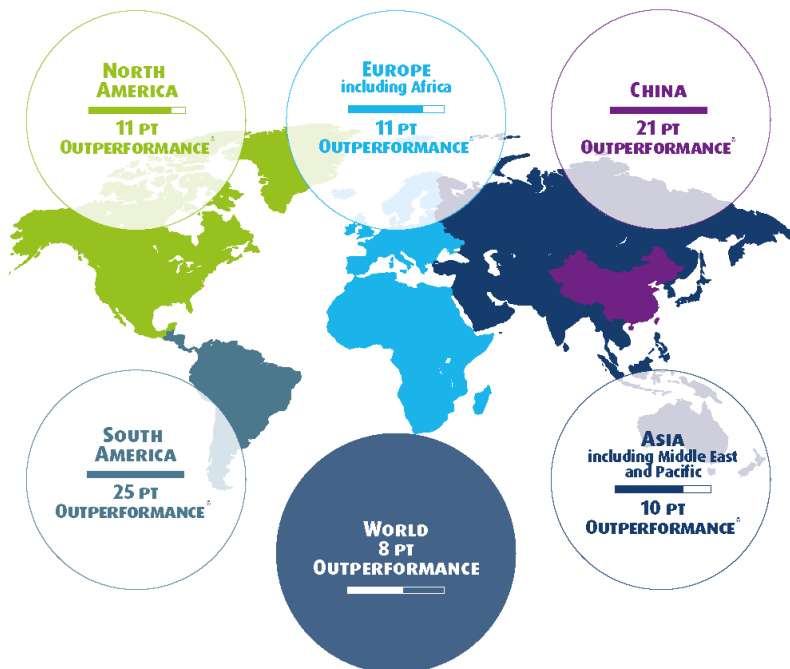 NORTH
AMERICA
11 PT
OUTPERFORMANCE
EUROPE
including Africa
11 PT
OUTPERFORMANCE
CHINA
21 PT
OUTPERFORMANCE
SOUTH
AMERICA
25 PT
OUTPERFORMANCE
WORLD
8 PT
OUTPERFORMANCE
ASIA
including Middle East
and Pacific
10 PT
OUTPERFORMANCE